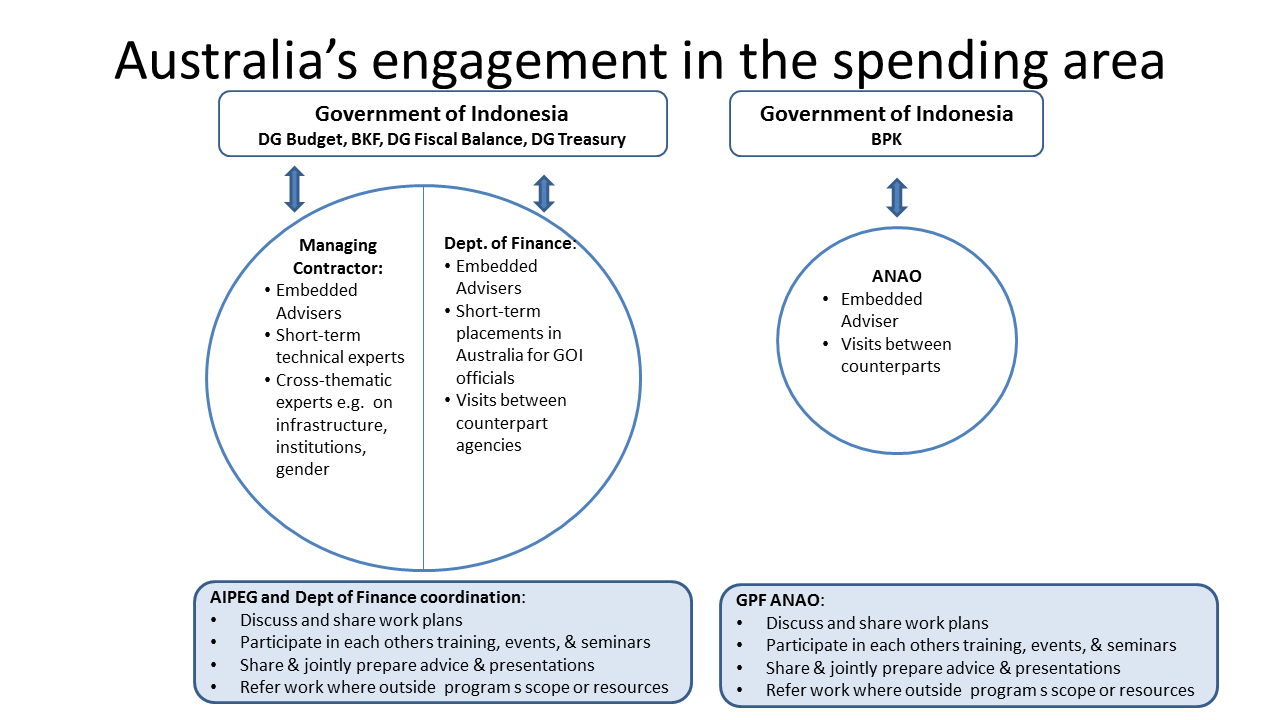 Australia’s engagement in the spending area
Government of Indonesia
DG Budget, BKF, DG Fiscal Balance, DG Treasury
Government of Indonesia
BPK
Managing
Contractor:
• Embedded
Advisers
• Short-term
technical experts
• Cross-thematic
experts e.g.  on
infrastructure,
institutions,
gender
Dept. of Finance:
• Embedded
Advisers
• Short-term
placements in
Australia for GOI
officials
• Visits between
counterpart
agencies
ANAO
• Embedded
Adviser
• Visits between
counterparts
AIPEG and Dept of Finance coordination:
• Discuss and share work plans
• Participate in each others training, events, & seminars
• Share & jointly prepare advice & presentations
• Refer work where outside  program s scope or resources
GPF ANAO:
• Discuss and share work plans
• Participate in each others training, events, & seminars
• Share & jointly prepare advice & presentations
• Refer work where outside  program s scope or resources